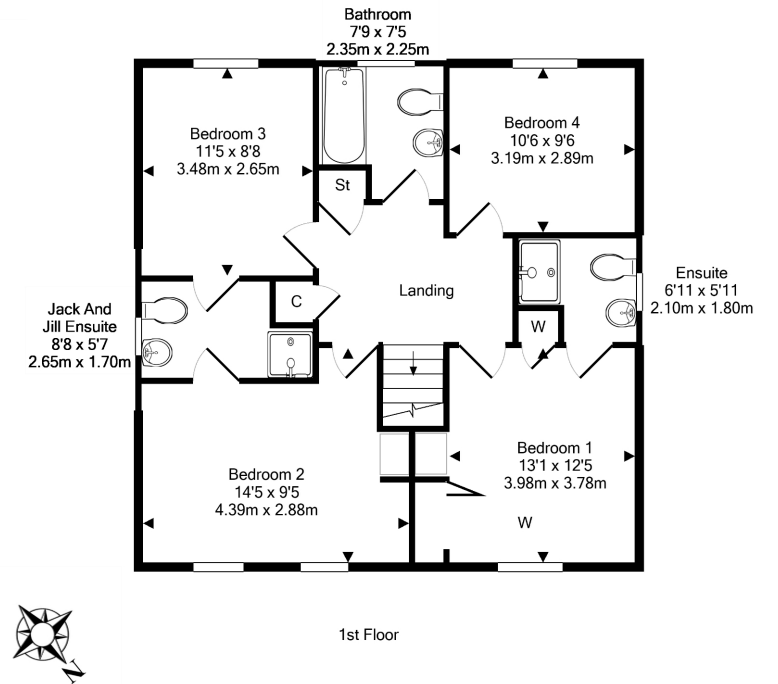 Bathroom
7'9 x 7'5
2.35m x 2.25m
Bedroom 3
11'5 x 8'8
3.48m x 2.65m
Bedroom 4
10'6 x 9'6
3.19m x 2.89m
St
Landing
C
Ensuite
6'11 x 5'11
2.10m x 1.80m
W
Jack And
Jill Ensuite
8'8 x 5'7
2.65m x 1.70m
Bedroom 2
14'5 x 9'5
4.39m x 2.88m
Bedroom 1
13'1 x 12'5
3.98m x 3.78m
W
N
1st Floor